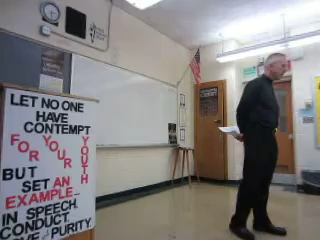 LET NO ONE
HAVE
CONTEMPT
FOR YOUR
YOUTH
BUT
SET AN
EXAMPLE...
IN SPEECH,
CONDUCT,
PURITY.